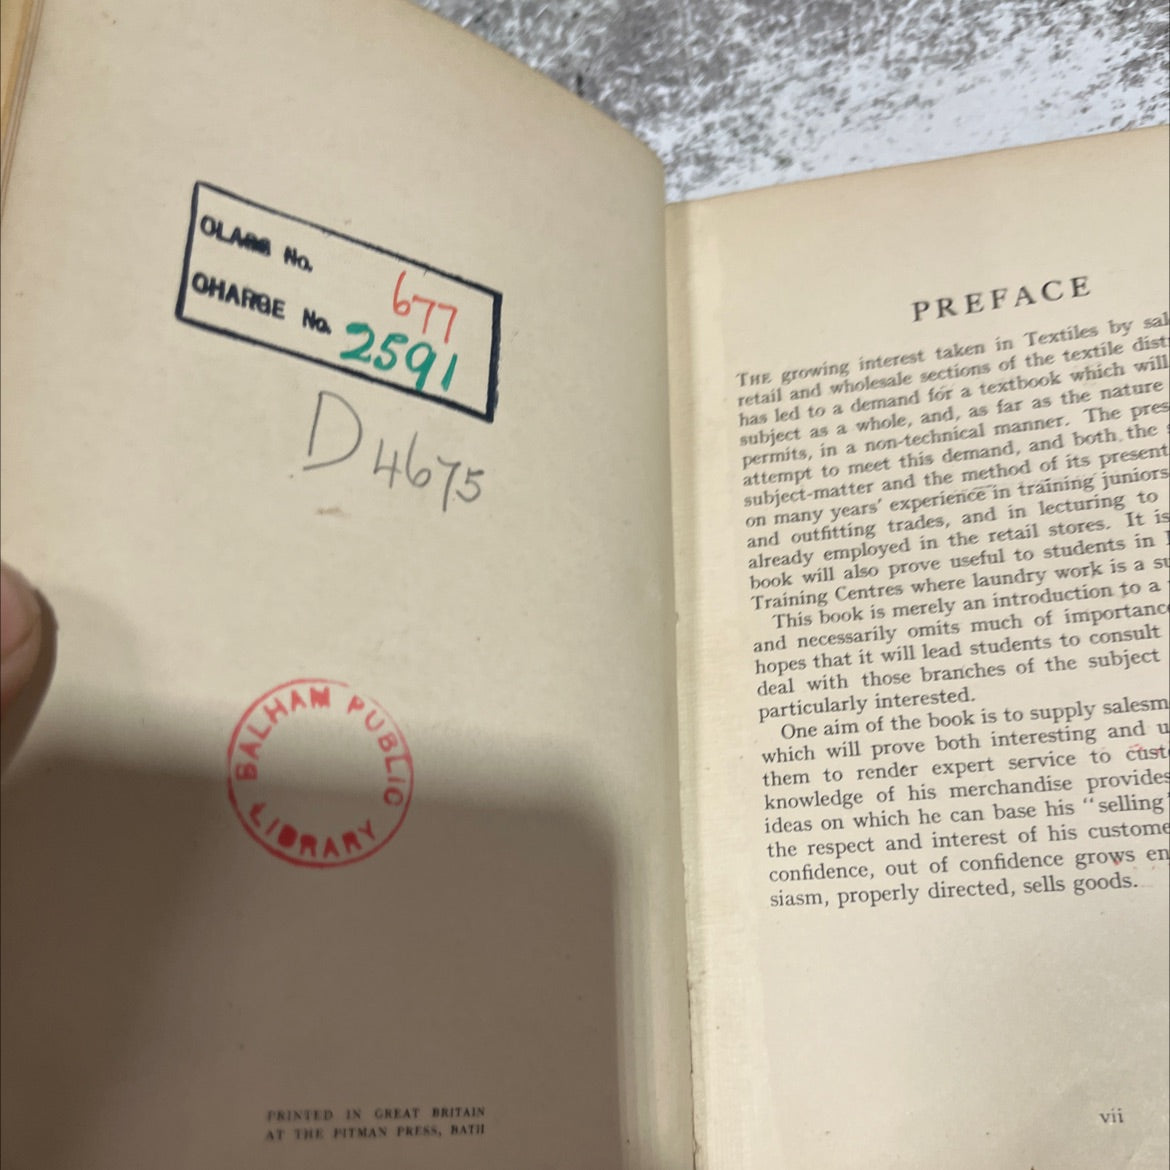 CLASS No. 677
CHARGE No. 2591
D4675
BALHAM PUBLIC
LIBRARY
PRINTED IN GREAT BRITAIN
AT THE PITMAN PRESS, BATH
PREFACE
THE growing interest taken in Textiles by sal
retail and wholesale sections of the textile dist
has led to a demand for a textbook which will
subject as a whole, and, as far as the nature
permits, in a non-technical manner. The pres
attempt to meet this demand, and both the s
subject-matter and the method of its present
on many years' experience in training juniors
and outfitting trades, and in lecturing to
already employed in the retail stores. It is
book will also prove useful to students in
Training Centres where laundry work is a su
This book is merely an introduction to a
and necessarily omits much of importance
hopes that it will lead students to consult
deal with those branches of the subject
particularly interested.
One aim of the book is to supply salesm
which will prove both interesting and u
them to render expert service to custo
knowledge of his merchandise provides
ideas on which he can base his "selling"
the respect and interest of his custome
confidence, out of confidence grows en
siasm, properly directed, sells goods.
vii